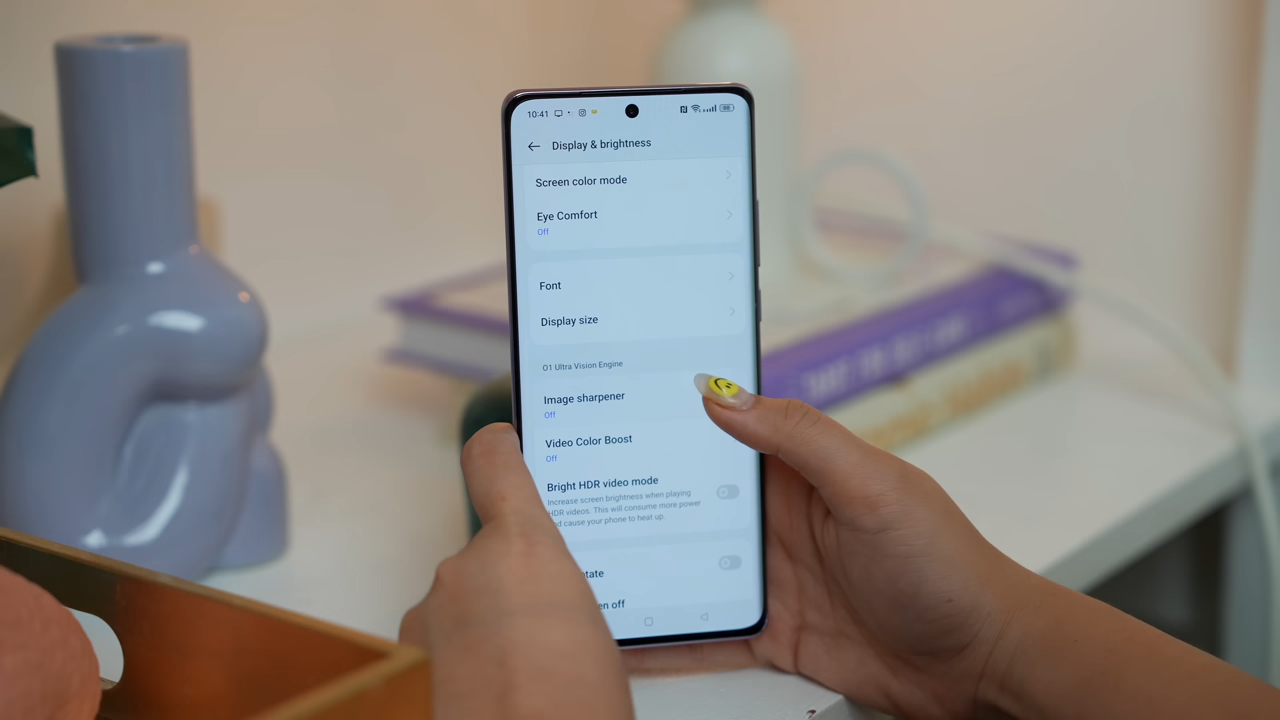 10:41
Display & brightness
Screen color mode
Eye Comfort
Off
Font
Display size
O1 Ultra Vision Engine
Image sharpener
Off
Video Color Boost
Off
Bright HDR video mode
Increase screen brightness when playing
HDR videos. This will consume more power
and cause your phone to heat up.
tate
en off